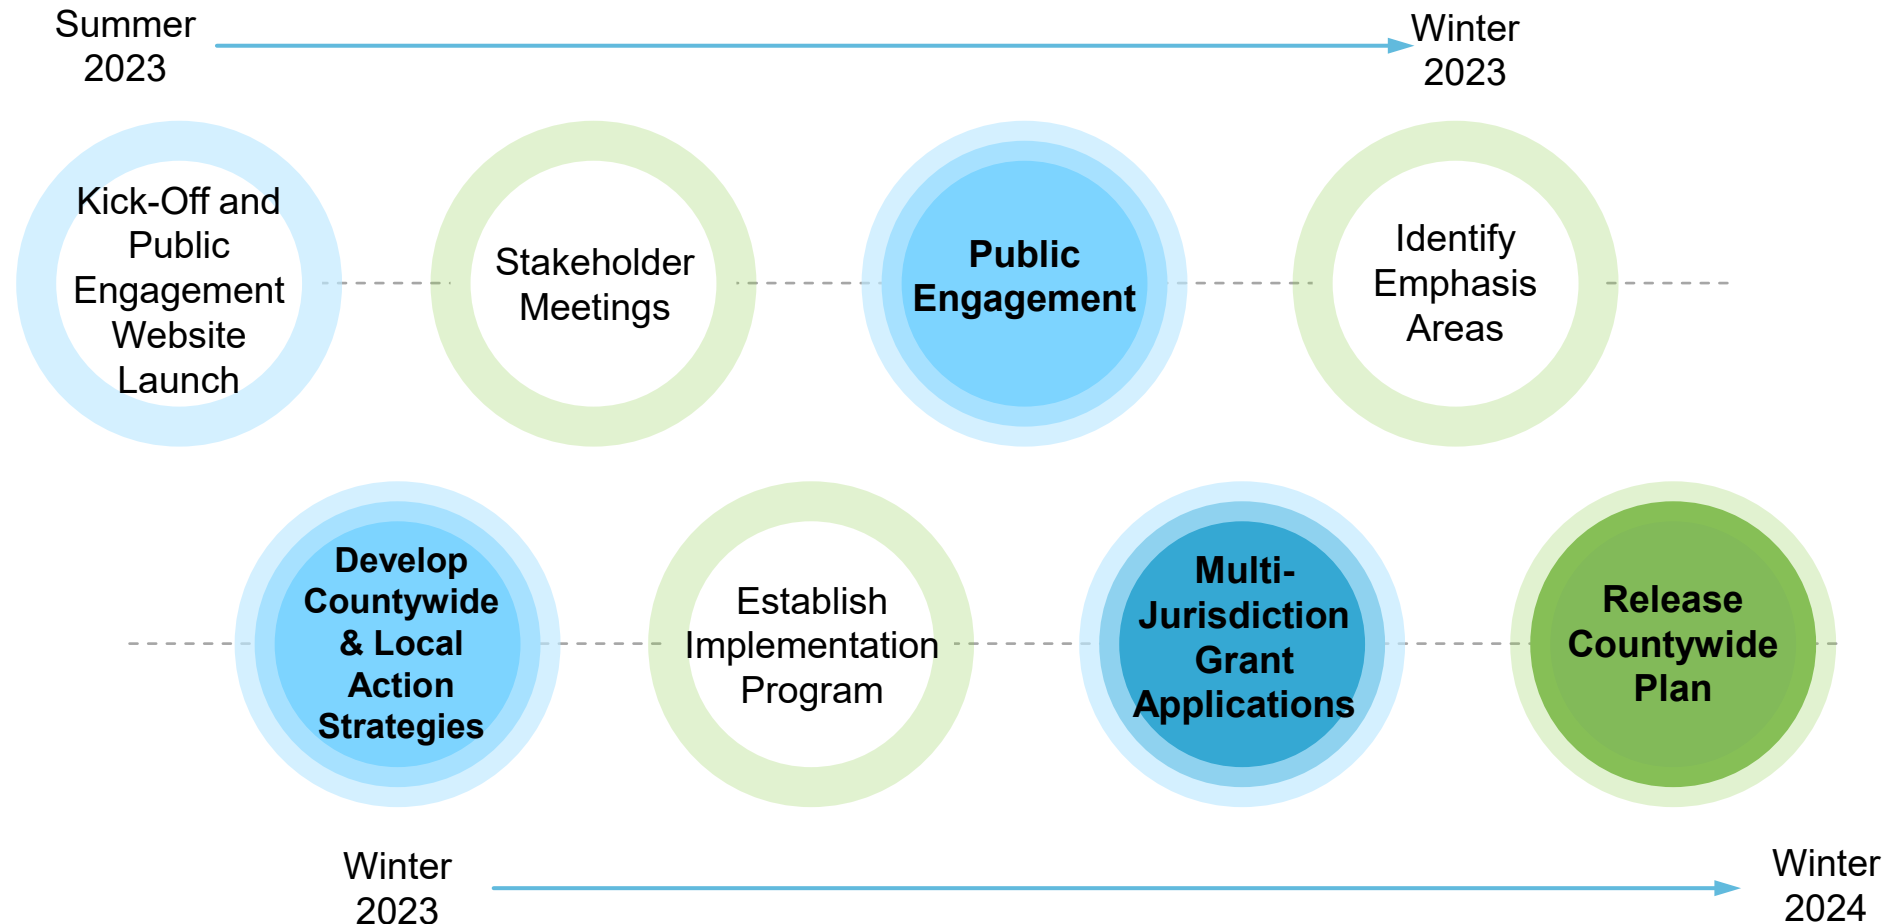 Summer
2023
Winter
2023
Kick-Off and
Public
Engagement
Website
Launch
Stakeholder
Meetings
Public
Engagement
Identify
Emphasis
Areas
Develop
Countywide
& Local
Action
Strategies
Establish
Implementation
Program
Multi-
Jurisdiction
Grant
Applications
Release
Countywide
Plan
Winter
2023
Winter
2024